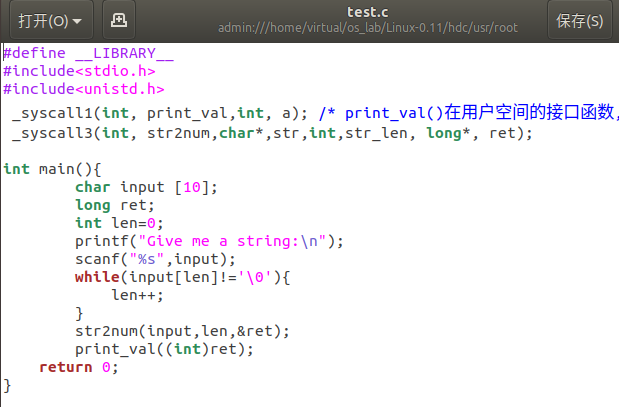 打开(O)
test.c
admin:///home/virtual/os_lab/Linux-0.11/hdc/usr/root
保存(S)
#define __LIBRARY__
#include<stdio.h>
#include<unistd.h>
_syscall1(int, print_val,int, a); /* print_val()在用户空间的接口函数,
_syscall3(int, str2num,char*,str,int,str_len, long*, ret);
int main(){
char input [10];
long ret;
int len=0;
printf("Give me a string:\n");
scanf("%s",input);
while(input[len]!='\0'){
len++;
}
str2num(input,len,&ret);
print_val((int)ret);
return 0;
}